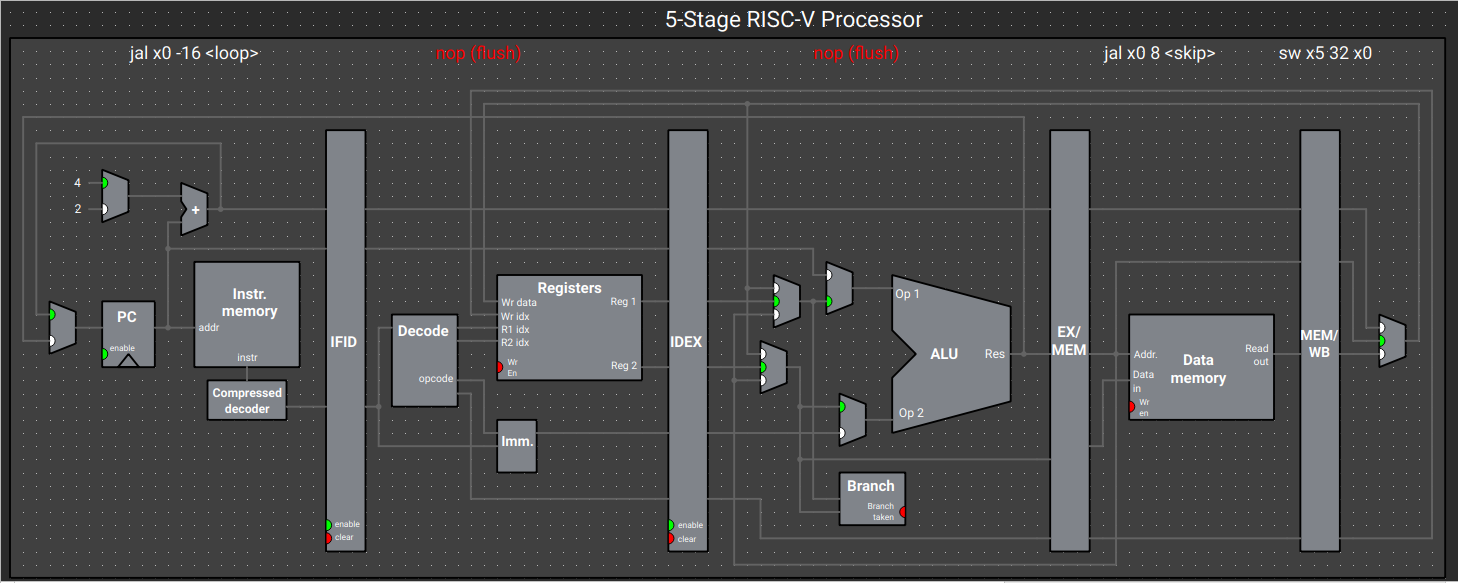 5-Stage RISC-V Processor
jal x0 -16 <loop>
nop (flush)
nop (flush)
jal x0 8 <skip>
sw x5 32 x0
4
2
+
PC
enable
Instr.
memory
addr
instr
Compressed
decoder
IFID
enable
clear
Decode
opcode
Registers
Wr data
Wr idx
R1 idx
R2 idx
Wr
En
Reg 1
Reg 2
Imm.
IDEX
enable
clear
Op 1
ALU
Res
Op 2
Branch
Branch
taken
EX/
MEM
Addr.
Data
in
Wr
en
Data
memory
Read
out
MEM/
WB